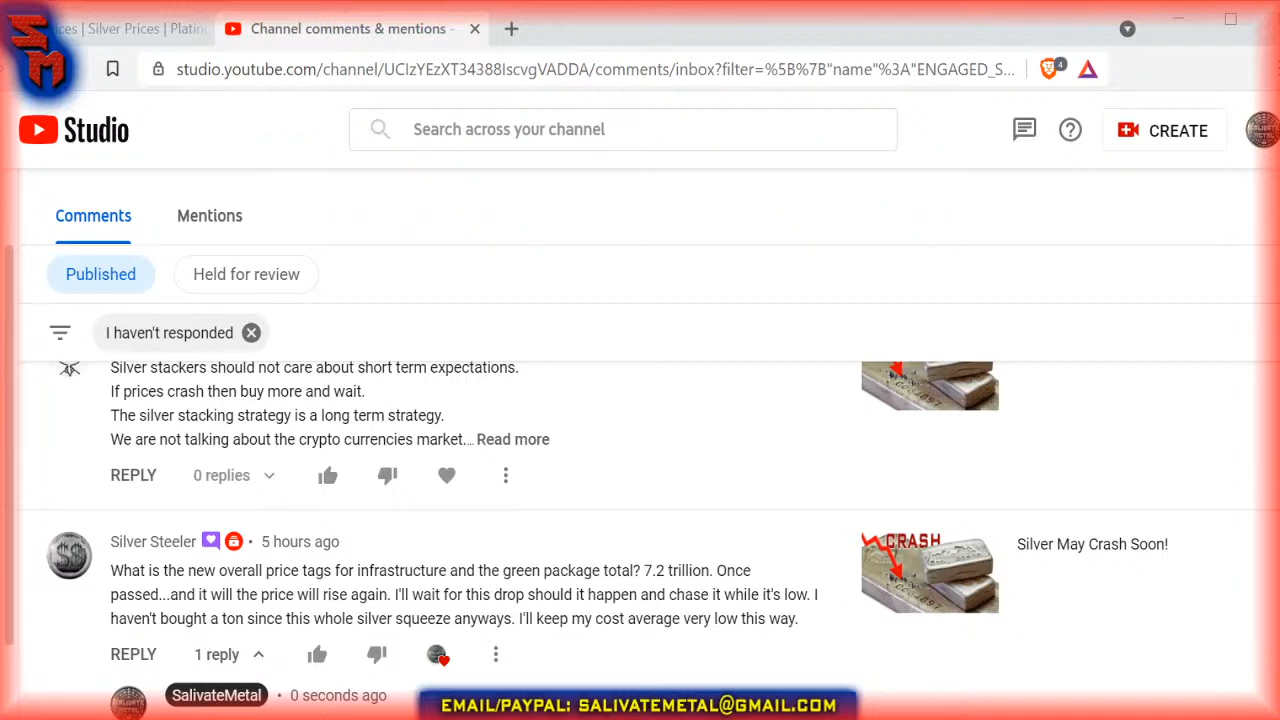 SM
ices | Silver Prices | Platin
Channel comments & mentions -
studio.youtube.com/channel/UCIzYEzXT34388IscvgVADDA/comments/inbox?filter=%5B%7B"name"%3A"ENGAGED_S...
4
Studio
Search across your channel
CREATE
Comments
Mentions
Published
Held for review
I haven't responded
Silver stackers should not care about short term expectations.
If prices crash then buy more and wait.
The silver stacking strategy is a long term strategy.
We are not talking about the crypto currencies market... Read more
REPLY
0 replies
Silver Steeler • 5 hours ago
CRASH
Silver May Crash Soon!
What is the new overall price tags for infrastructure and the green package total? 7.2 trillion. Once
passed...and it will the price will rise again. I'll wait for this drop should it happen and chase it while it's low. I
haven't bought a ton since this whole silver squeeze anyways. I'll keep my cost average very low this way.
REPLY
1 reply
SalivateMetal • 0 seconds ago
EMAIL/PAYPAL: SALIVATEMETAL@GMAIL.COM